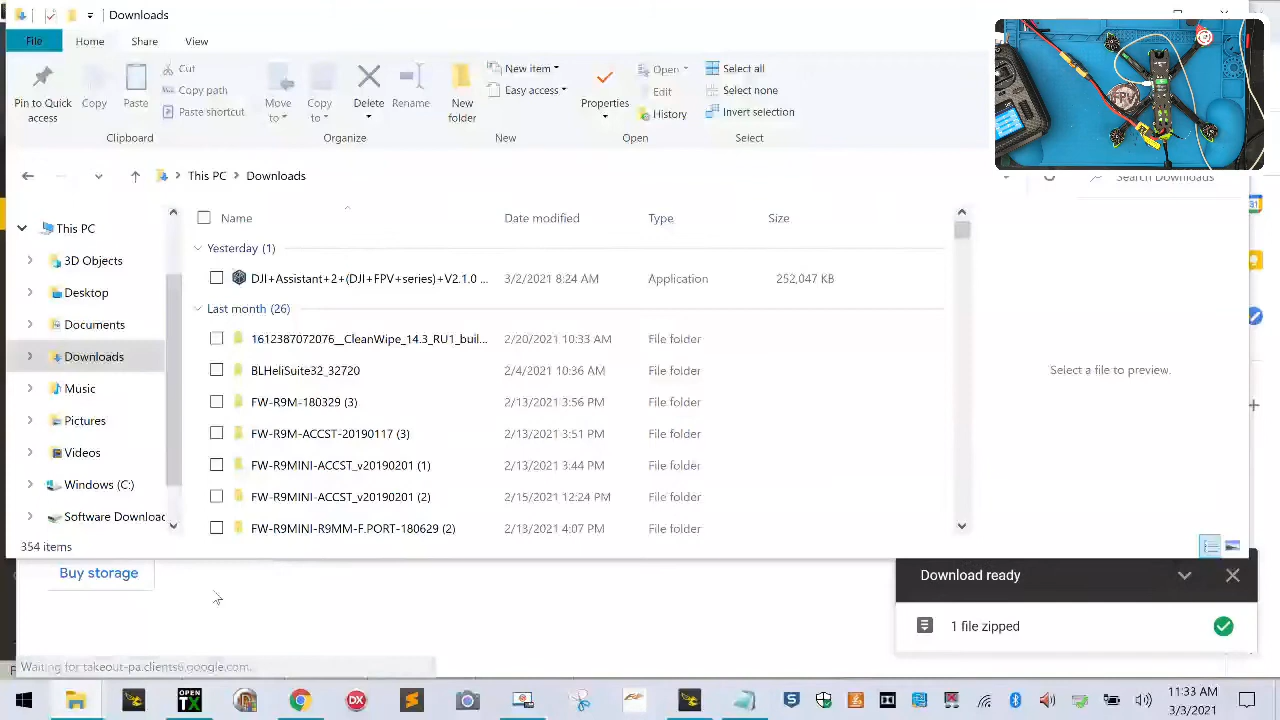 Downloads
File Home Share View
Pin to Quick access
Copy
Paste
Cut
Copy path
Paste shortcut
Clipboard
Move to
Copy to
Delete
Rename
Organize
New folder
New item
Easy access
New
Properties
Open
Edit
History
Open
Select all
Select none
Invert selection
Select
This PC Downloads
Search Downloads
This PC
3D Objects
Desktop
Documents
Downloads
Music
Pictures
Videos
Windows (C:)
Software Downloac
Name Date modified Type Size
Yesterday (1)
DJI+Assistant+2+(DJI+FPV+series)+V2.1.0 ... 3/2/2021 8:24 AM Application 252,047 KB
Last month (26)
1612387072076__CleanWipe_14.3_RU1_buil... 2/20/2021 10:33 AM File folder
BLHeliSuite32_32720 2/4/2021 10:36 AM File folder
FW-R9M-180329 (3) 2/13/2021 3:56 PM File folder
FW-R9M-ACCST-20190117 (3) 2/13/2021 3:51 PM File folder
FW-R9MINI-ACCST_v20190201 (1) 2/13/2021 3:44 PM File folder
FW-R9MINI-ACCST_v20190201 (2) 2/15/2021 12:24 PM File folder
FW-R9MINI-R9MM-F.PORT-180629 (2) 2/13/2021 4:07 PM File folder
Select a file to preview.
354 items
Buy storage
Download ready
1 file zipped
Waiting for takeout-pa.clients6.google.com...
OPEN
TX
DX
11:33 AM
3/3/2021